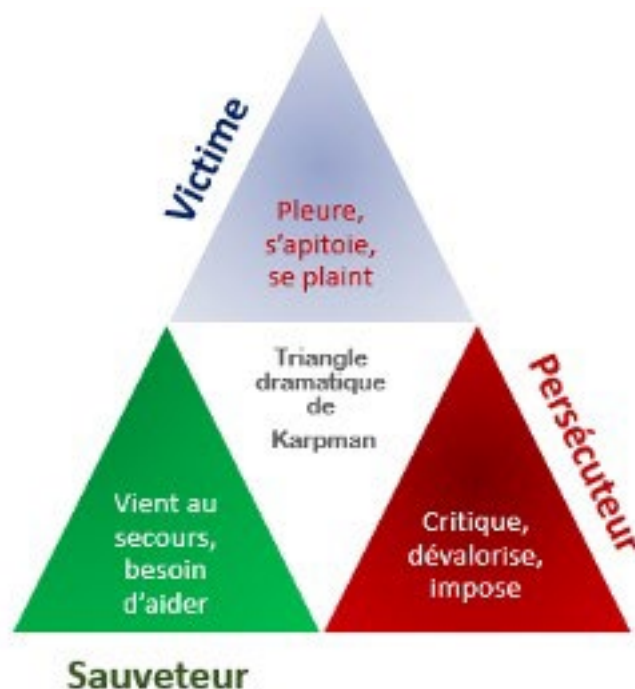 Victime
Pleure,
s'apitoie,
se plaint
Triangle
dramatique
de
Karpman
Persécuteur
Vient au
secours,
besoin
d'aider
Critique,
dévalorise,
impose
Sauveteur